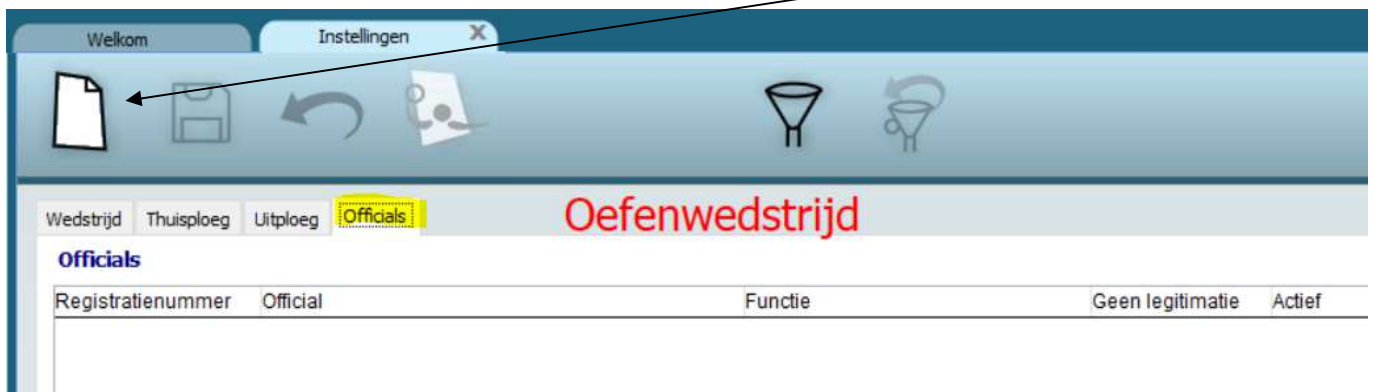 Welkom Instellingen X
Wedstrijd Thuisploeg Uitploeg Officials Oefenwedstrijd
Officials
Registratienummer Official Functie Geen legitimatie Actief